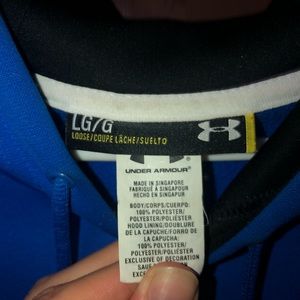 LG/G
LOOSE/COUPE LÂCHE/SUELTO
UNDER ARMOUR
MADE IN SINGAPORE
FABRIQUÉ À SINGAPOUR
HECHO EN SINGAPUR
BODY/CORPS/CUERPO:
100% POLYESTER/
POLYESTER/POLIÉSTER
HOOD LINING/DOUBLURE
DE LA CAPUCHE/FORRO DE
LA CAPUCHA:
100% POLYESTER/
POLYESTER/POLIÉSTER
EXCLUSIVE OF DECORATION
SAUF
EXCLUS